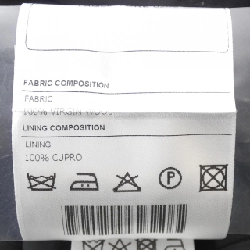 FABRIC COMPOSITION
FABRIC
100% VIRGIN WOOL
LINING COMPOSITION
LINING
100% CUPRO
P